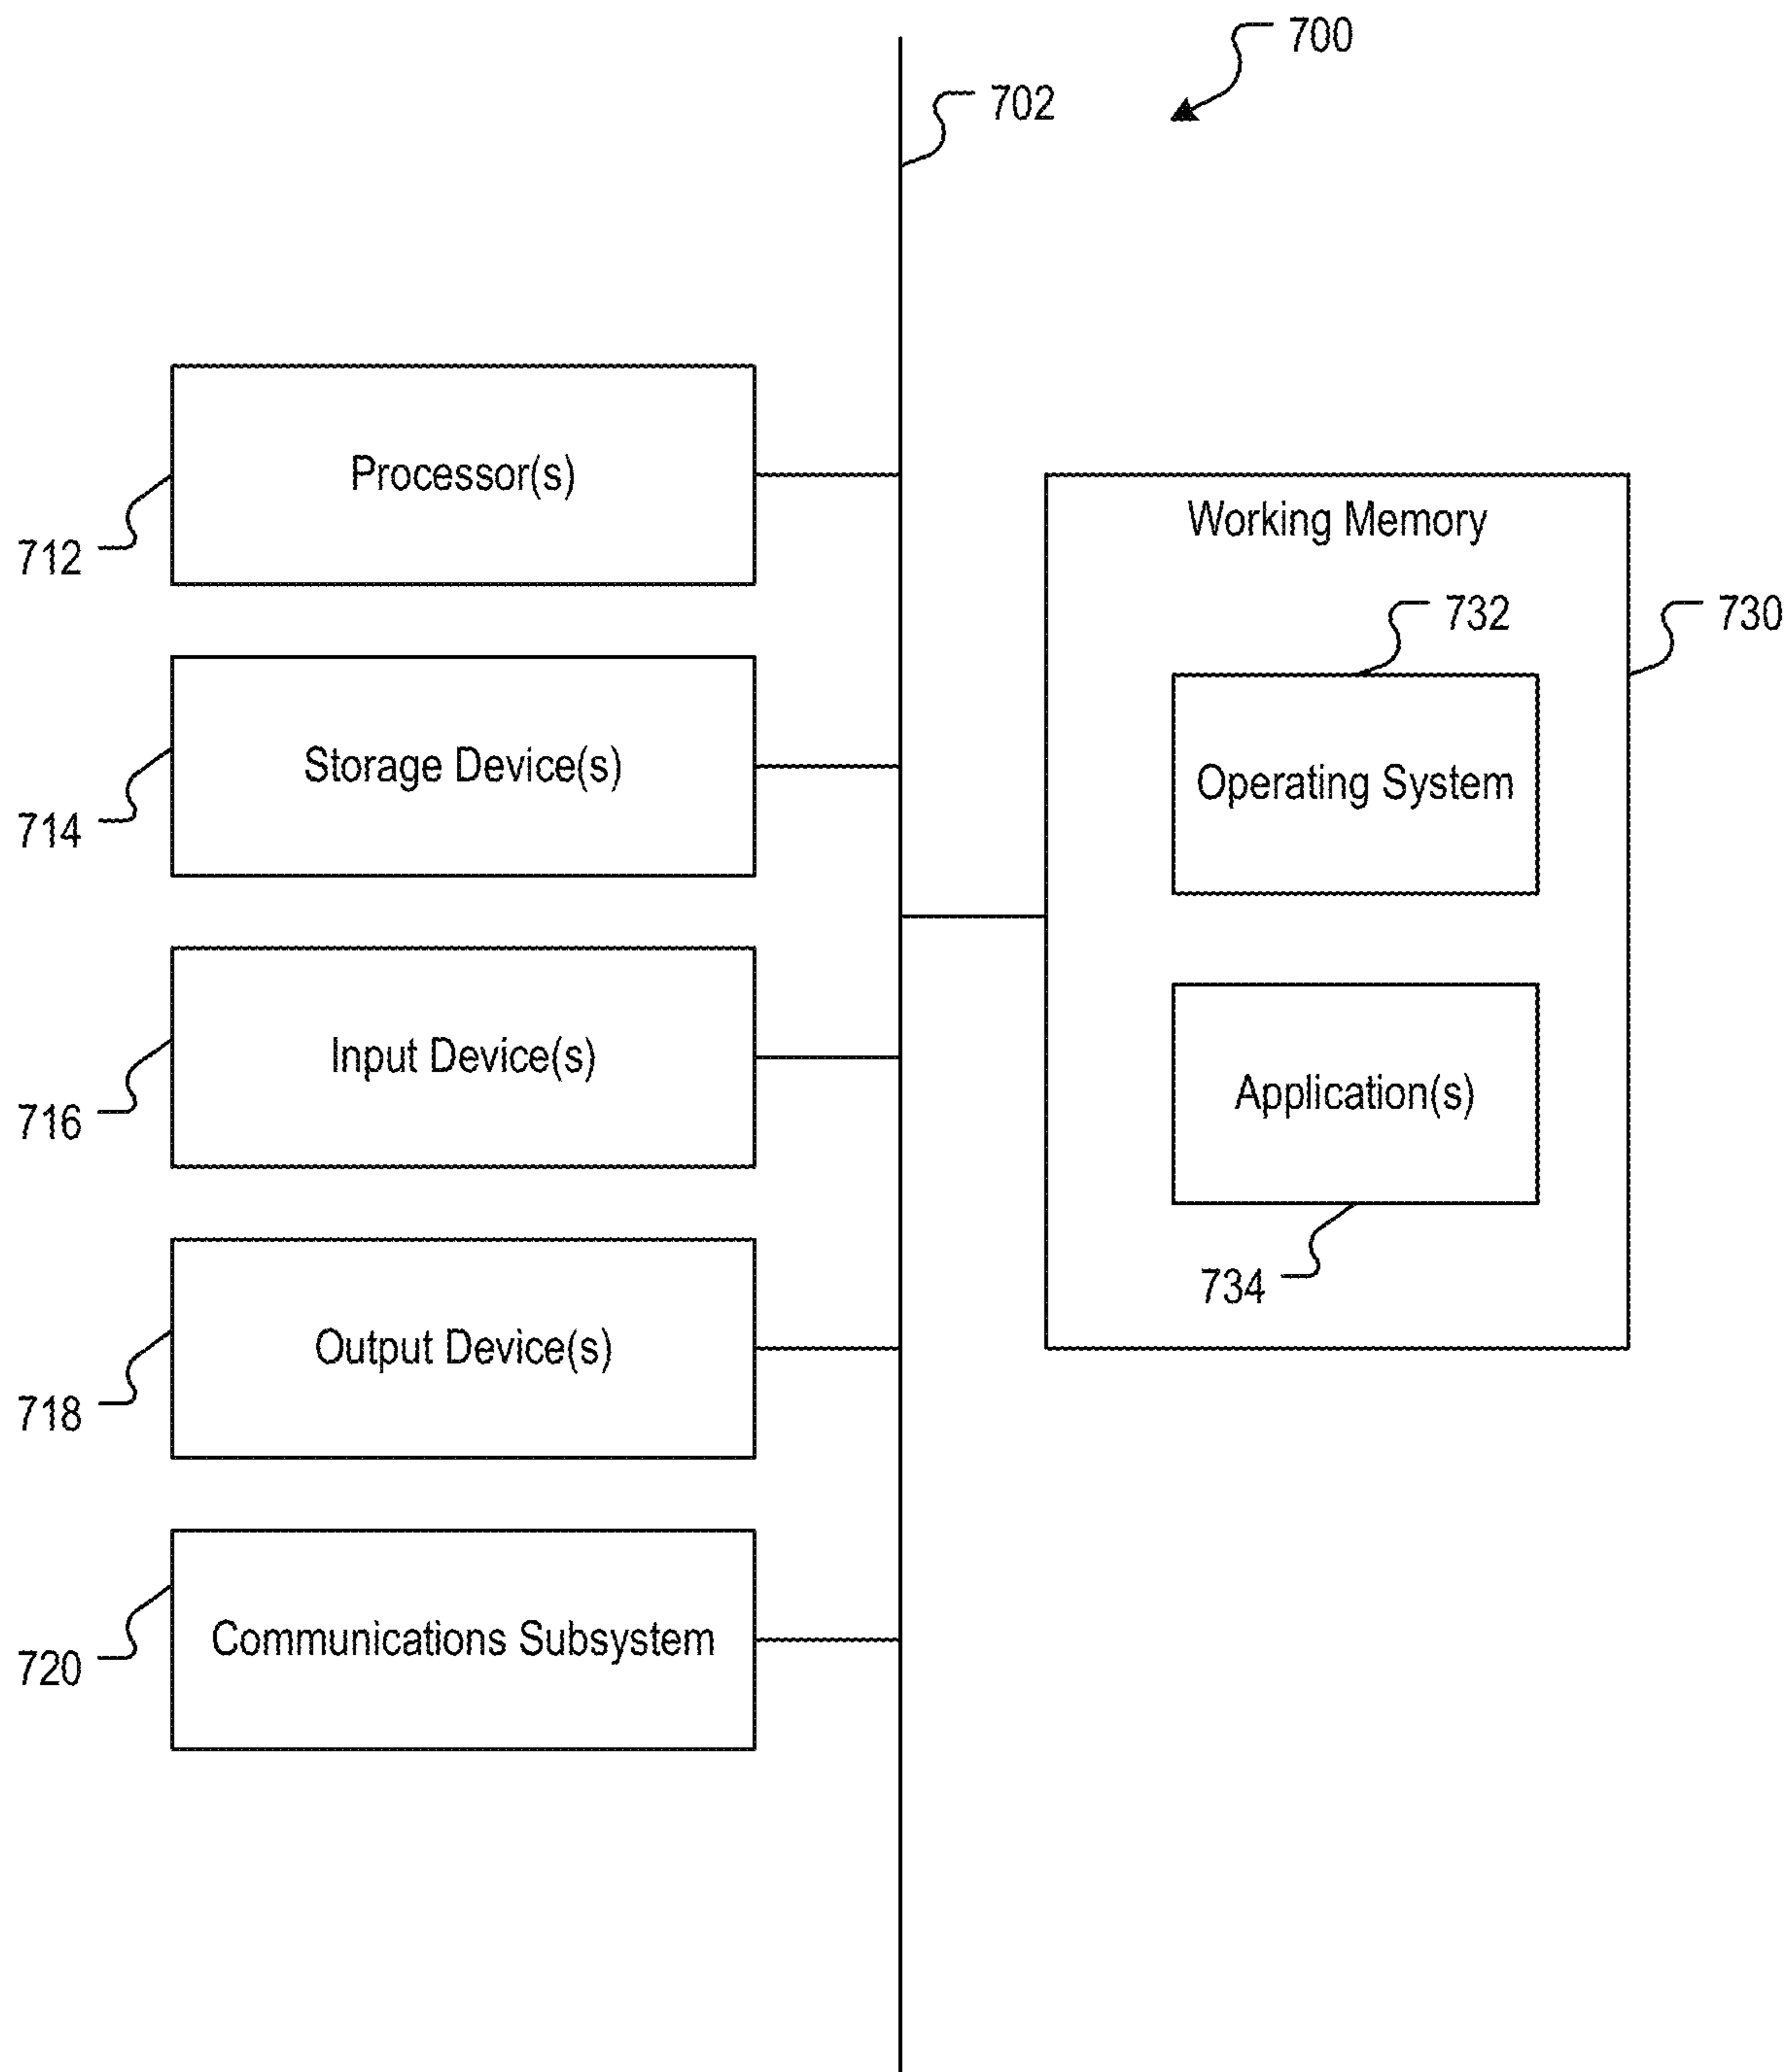 700
702
Processor(s)
712
Working Memory
732
730
Storage Device(s)
714
Operating System
Input Device(s)
716
Application(s)
734
Output Device(s)
718
Communications Subsystem
720